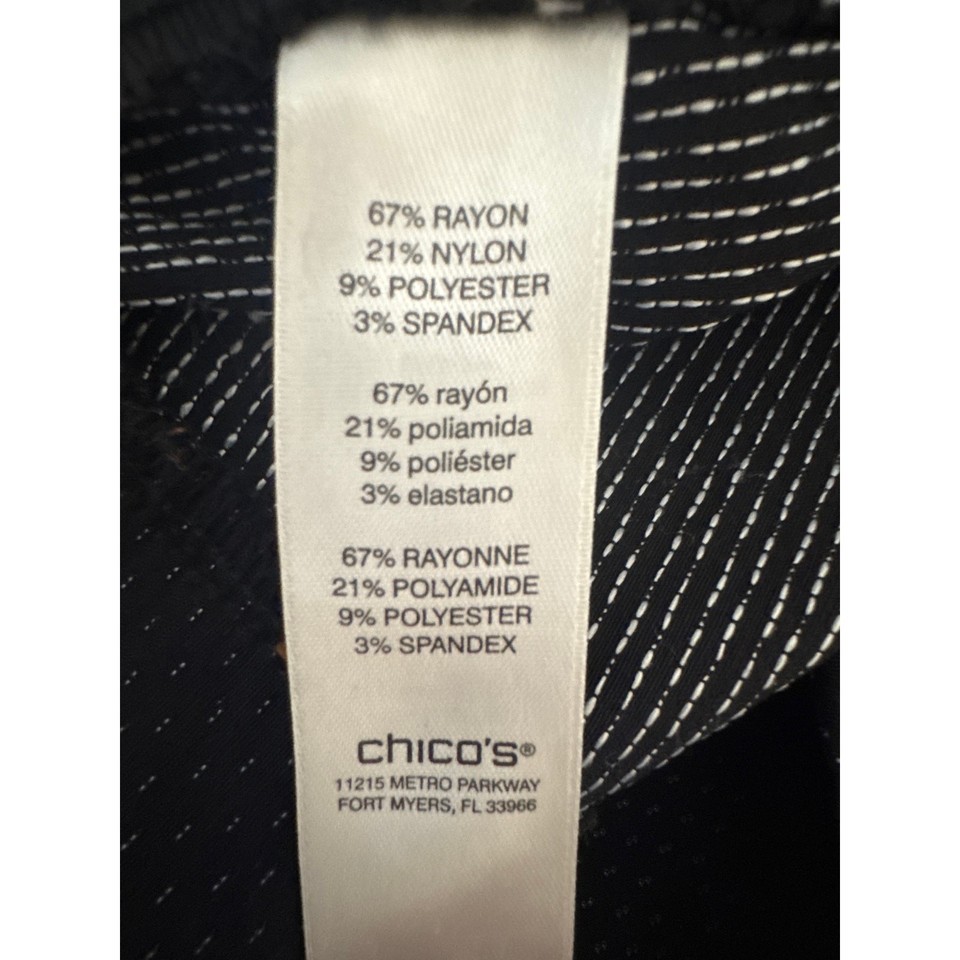 67% RAYON
21% NYLON
9% POLYESTER
3% SPANDEX
67% rayón
21% poliamida
9% poliéster
3% elastano
67% RAYONNE
21% POLYAMIDE
9% POLYESTER
3% SPANDEX
chico's®
11215 METRO PARKWAY
FORT MYERS, FL 33966